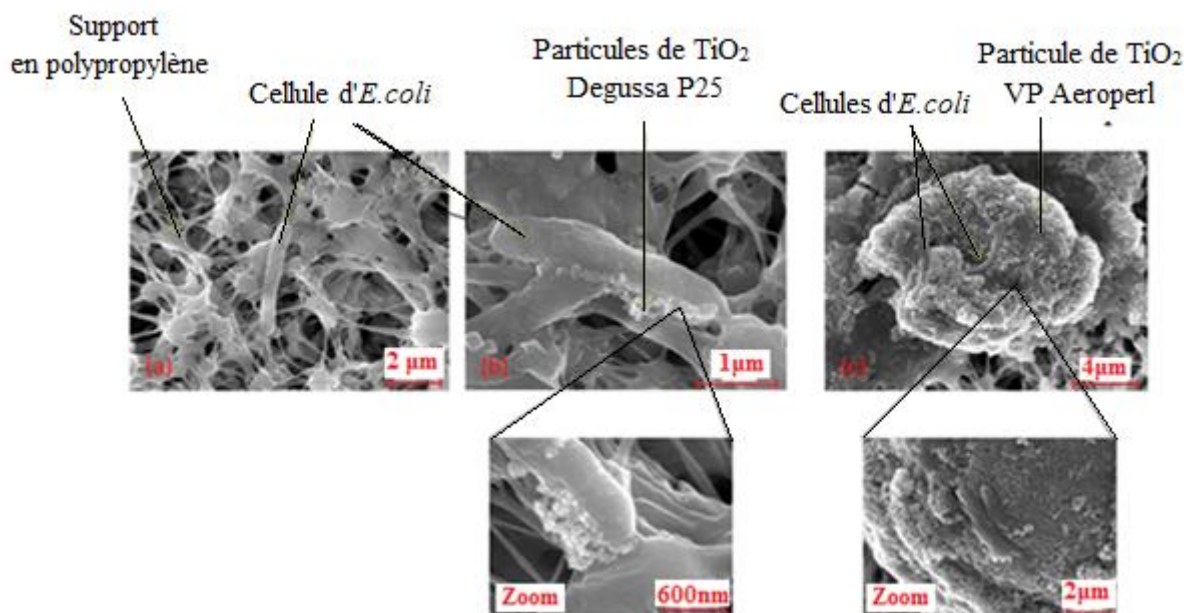 Support
en polypropylène
Cellule d'E.coli
Particules de TiO₂
Degussa P25
Cellules d'E.coli
Particule de TiO₂
VP Aeroperl
(a)
2 µm
(b)
1µm
(c)
4µm
Zoom
600nm
Zoom
2µm